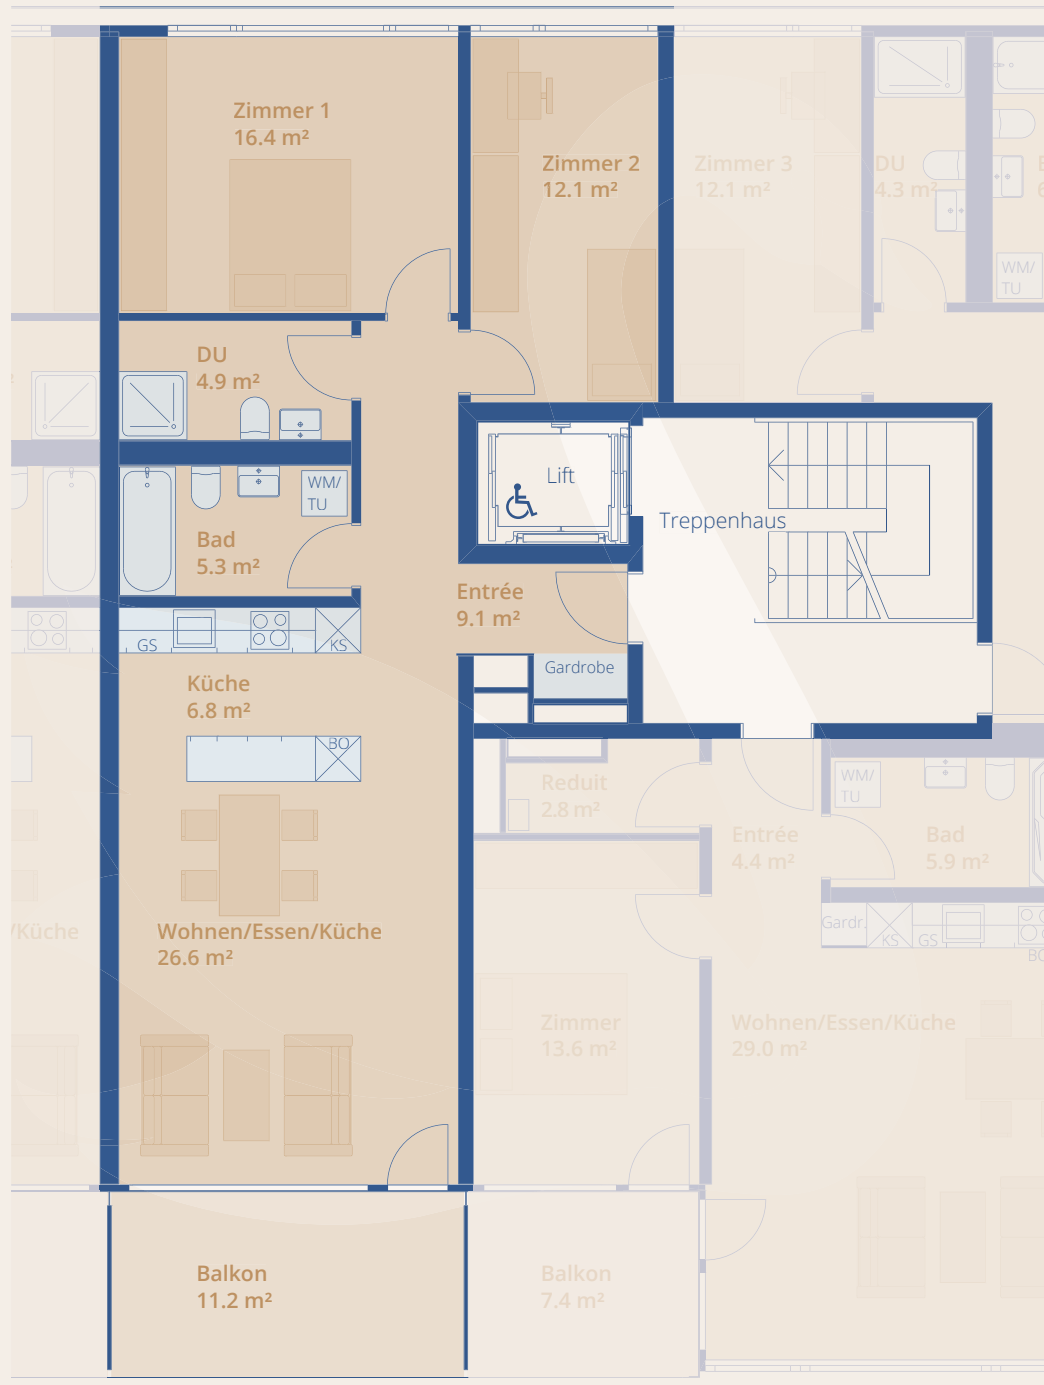 Zimmer 1
16.4 m²
Zimmer 2
12.1 m²
Zimmer 3
12.1 m²
DU
4.3 m²
WM/
TU
DU
4.9 m²
WM/
TU
Bad
5.3 m²
Lift
Treppenhaus
Entrée
9.1 m²
GS
KS
Gardrobe
Küche
6.8 m²
BO
Reduit
2.8 m²
Entrée
4.4 m²
WM/
TU
Bad
5.9 m²
/Küche
Wohnen/Essen/Küche
26.6 m²
Gardr.
KS
GS
BO
Zimmer
13.6 m²
Wohnen/Essen/Küche
29.0 m²
Balkon
11.2 m²
Balkon
7.4 m²